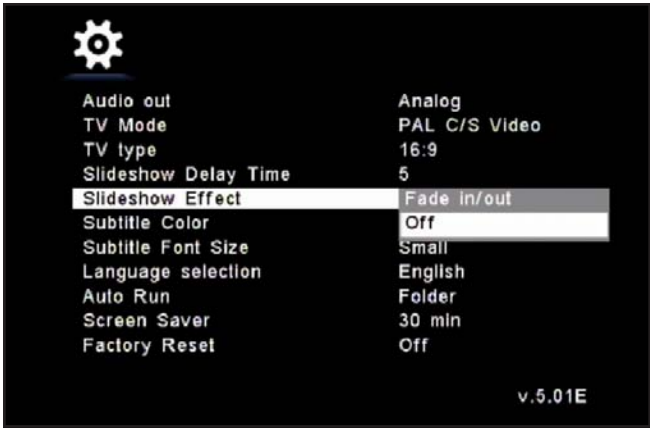 Audio out Analog
TV Mode PAL C/S Video
TV type 16:9
Slideshow Delay Time 5
Slideshow Effect Fade in/out
Subtitle Color Off
Subtitle Font Size Small
Language selection English
Auto Run Folder
Screen Saver 30 min
Factory Reset Off
v.5.01E